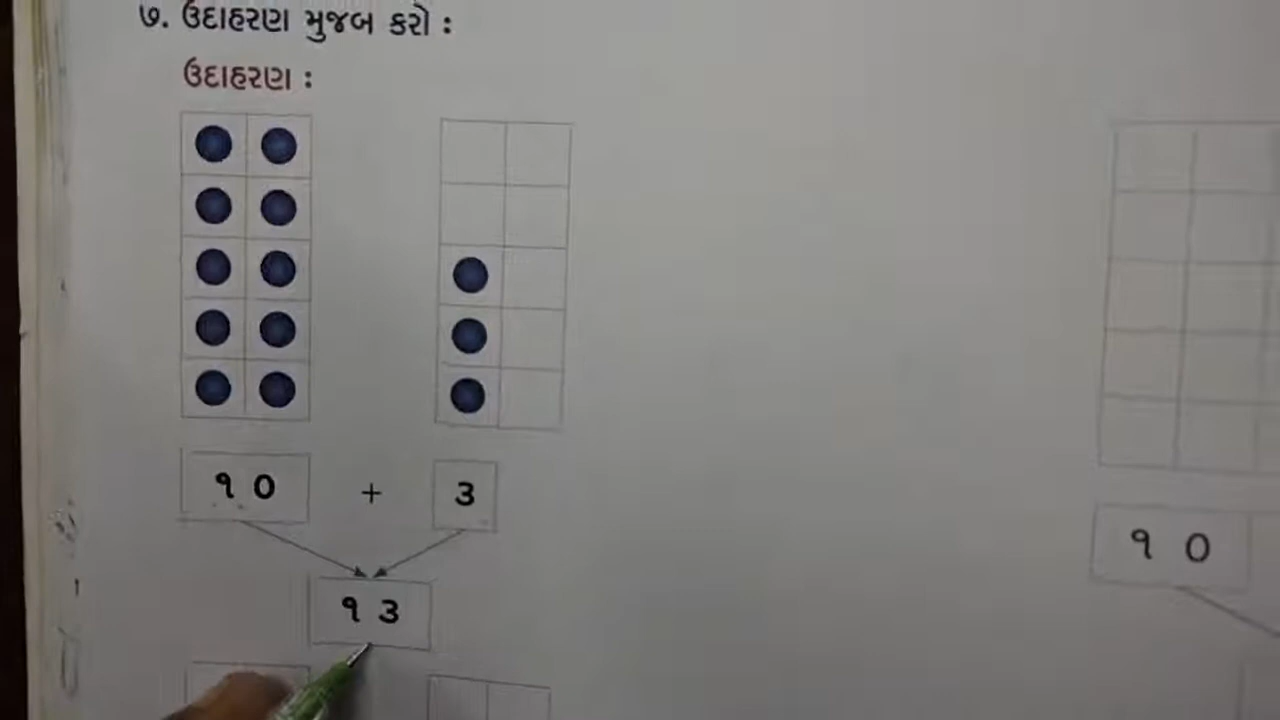 ૭. ઉદાહરણ મુજબ કરો :
ઉદાહરણ :
૧૦ + ૩
૧૩
૧૦